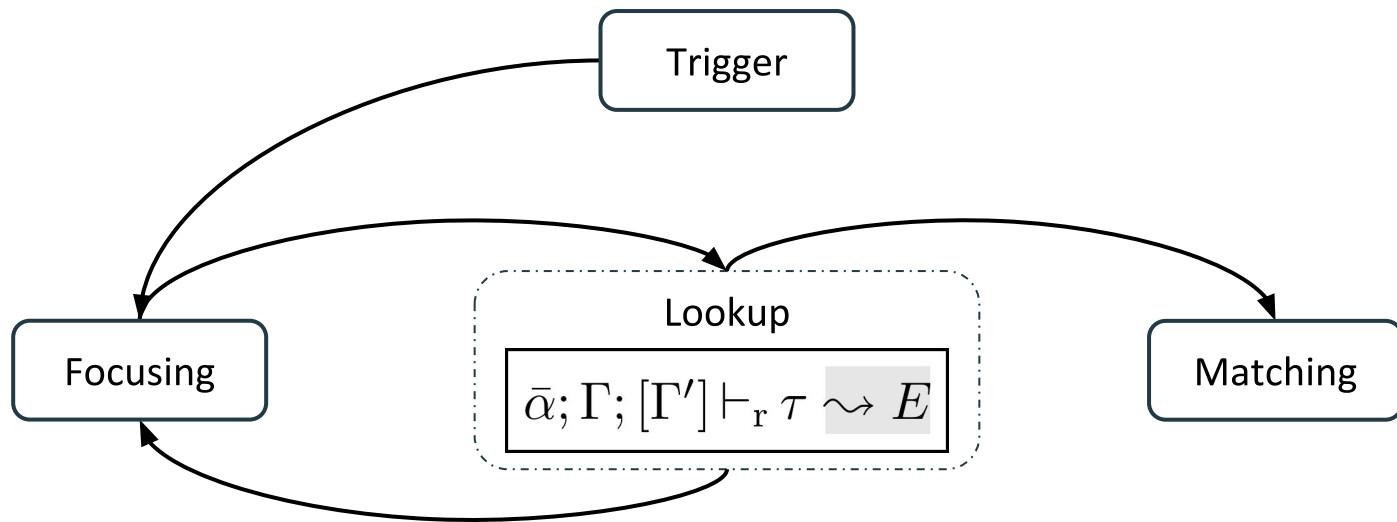 Trigger
Lookup
Focusing
ᾱ; Γ; [Γ′] ⊢r τ ⇝ E
Matching